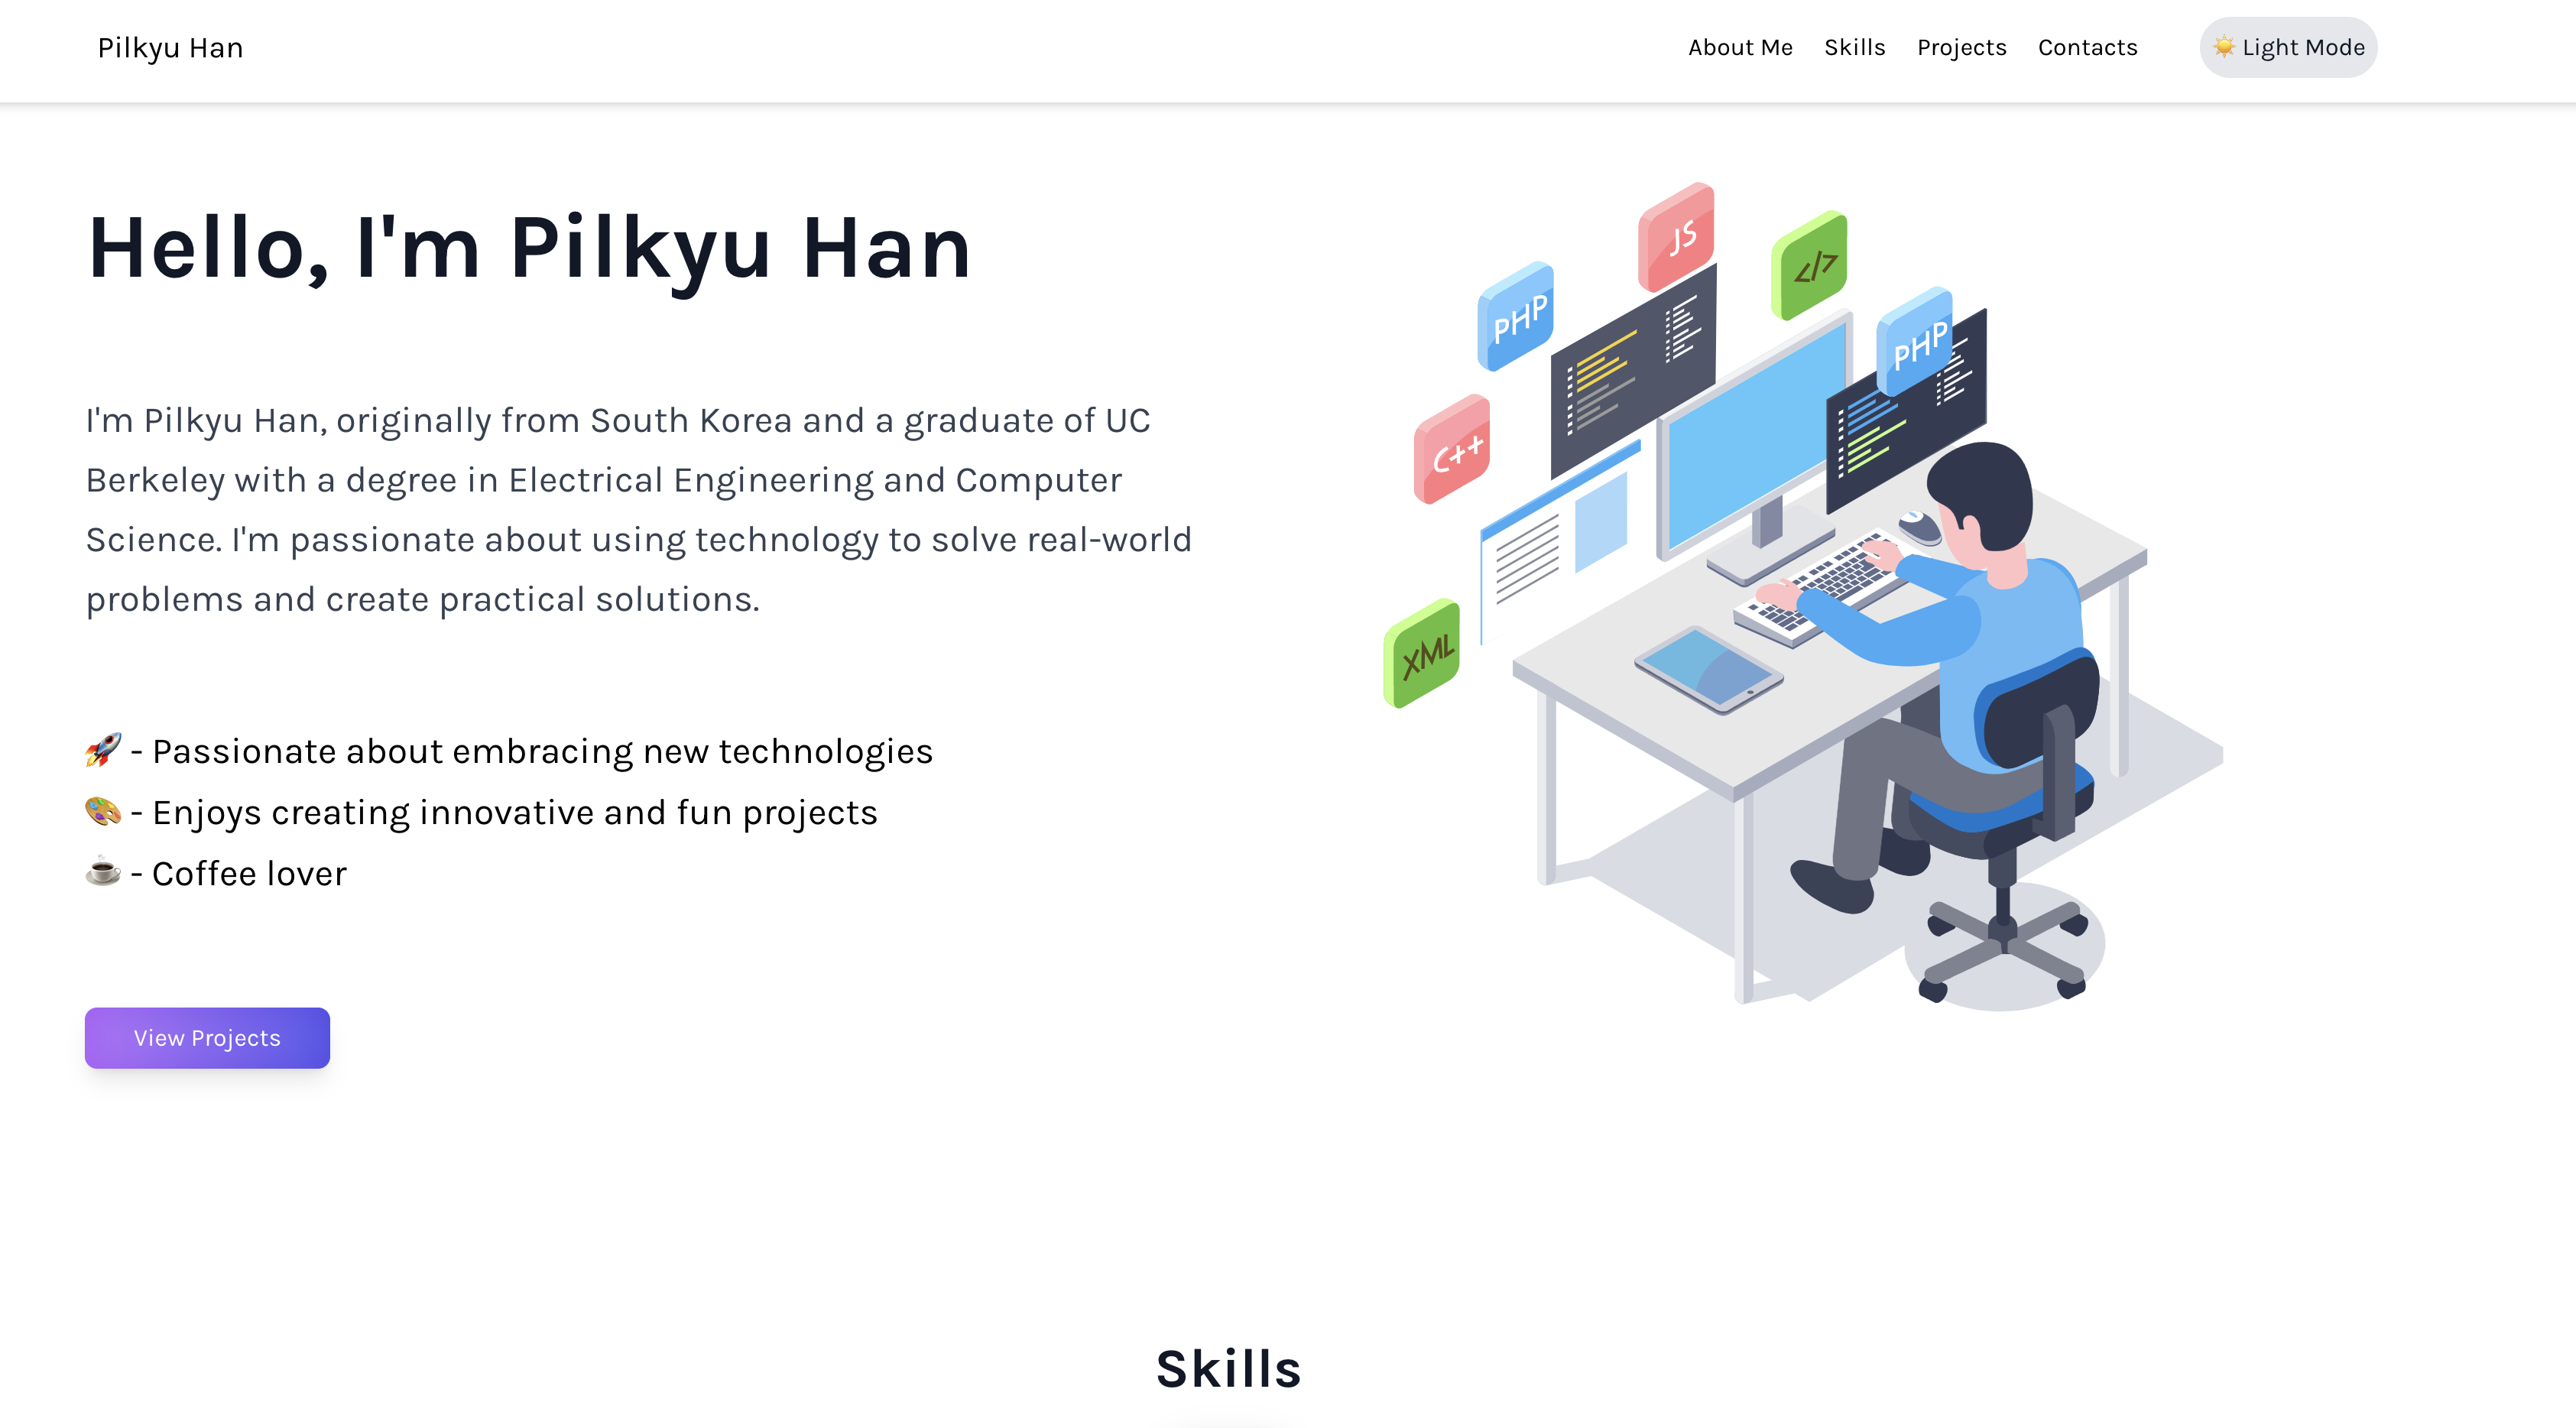 Pilkyu Han
About Me Skills Projects Contacts ☀️ Light Mode
Hello, I'm Pilkyu Han
I'm Pilkyu Han, originally from South Korea and a graduate of UC
Berkeley with a degree in Electrical Engineering and Computer
Science. I'm passionate about using technology to solve real-world
problems and create practical solutions.
🚀 - Passionate about embracing new technologies
🎨 - Enjoys creating innovative and fun projects
☕ - Coffee lover
View Projects
JS
</>
PHP
PHP
C++
XML
Skills